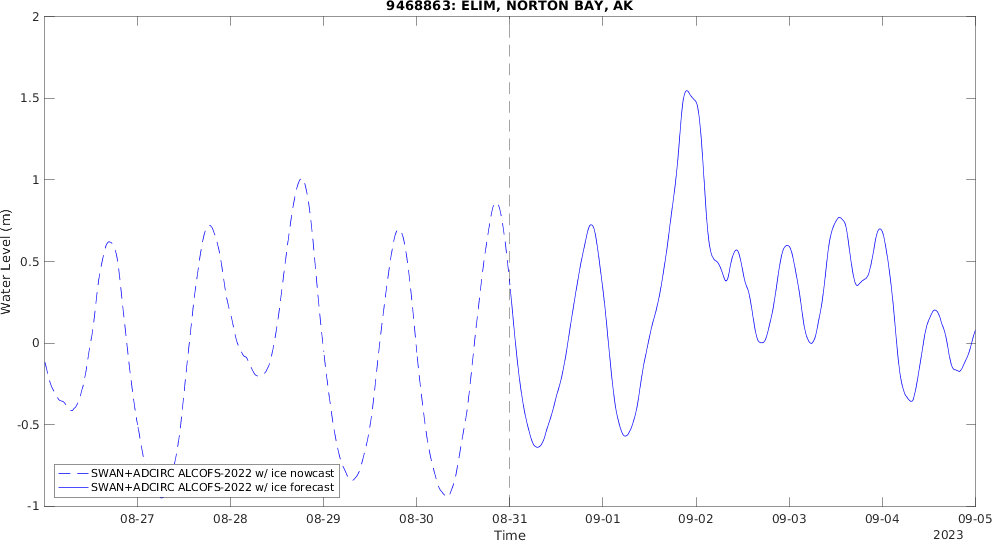 9468863: ELIM, NORTON BAY, AK
2
1.5
1
0.5
0
-0.5
-1
Water Level (m)
SWAN+ADCIRC ALCOFS-2022 w/ ice nowcast
SWAN+ADCIRC ALCOFS-2022 w/ ice forecast
08-27 08-28 08-29 08-30 08-31 09-01 09-02 09-03 09-04 09-05
Time
2023